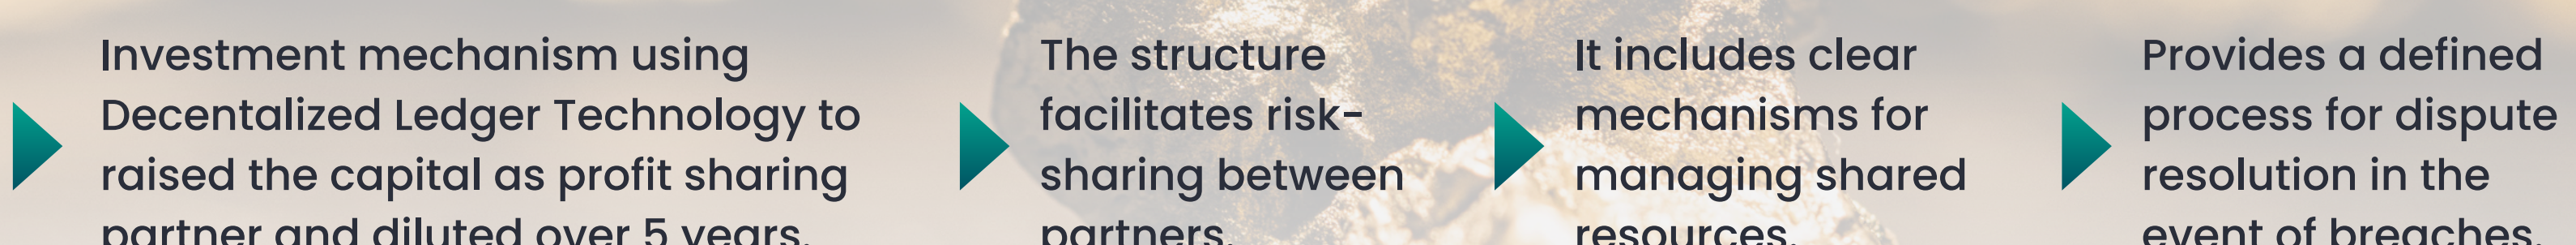 Investment mechanism using
Decentalized Ledger Technology to
raised the capital as profit sharing
partner and diluted over 5 years.
The structure
facilitates risk-
sharing between
partners.
It includes clear
mechanisms for
managing shared
resources.
Provides a defined
process for dispute
resolution in the
event of breaches.